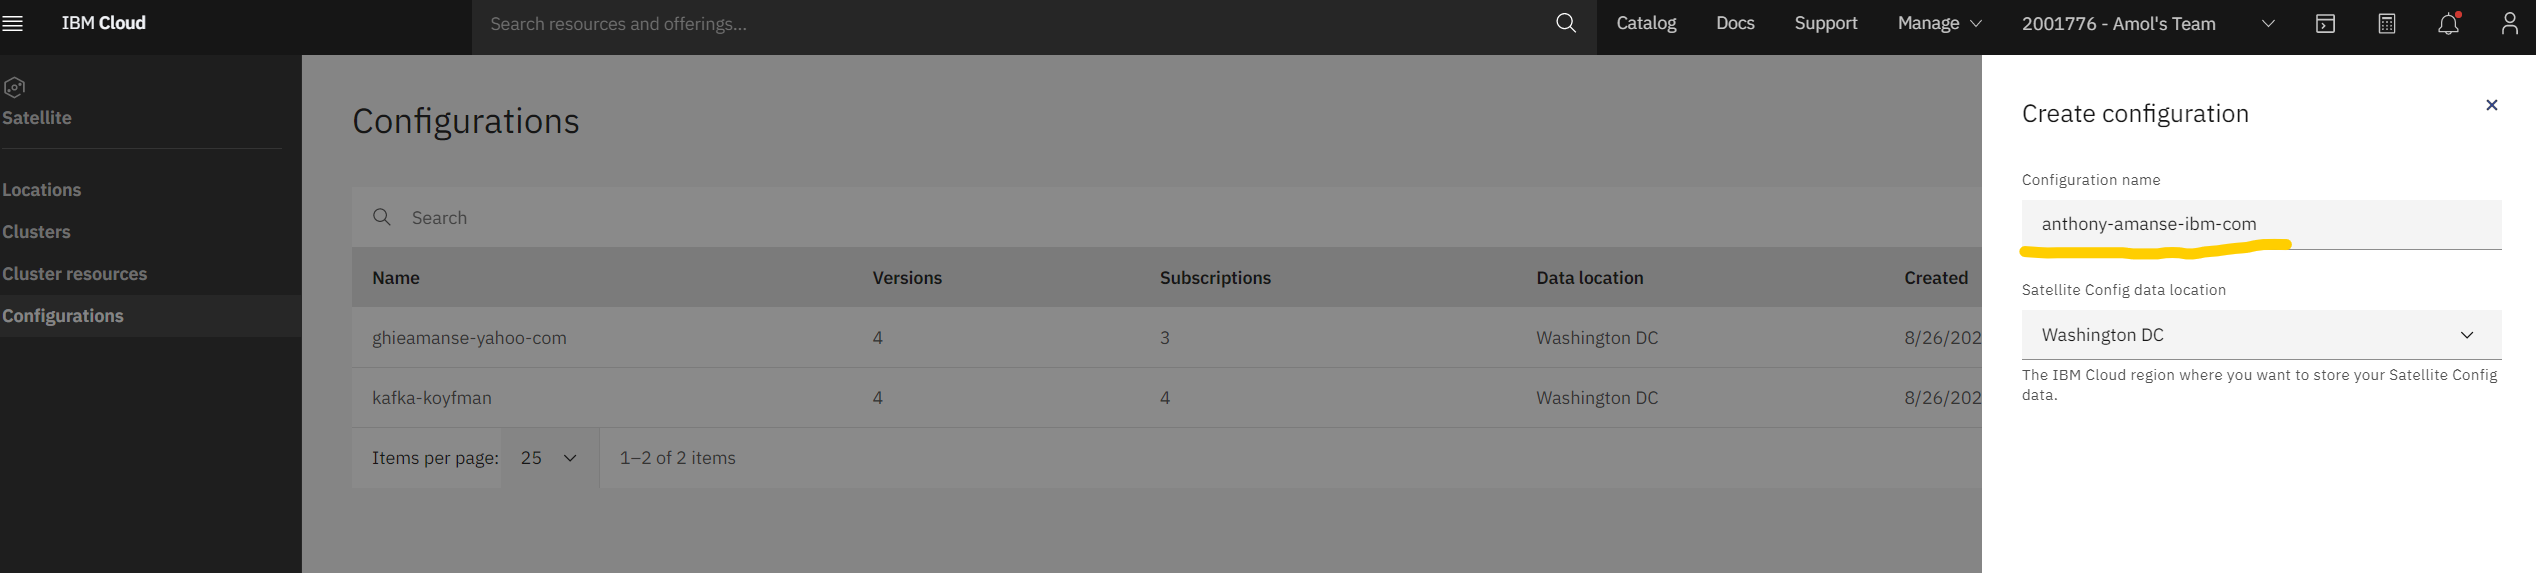 IBM Cloud
Search resources and offerings...
Catalog
Docs
Support
Manage
2001776 - Amol's Team
Satellite
Locations
Clusters
Cluster resources
Configurations
Configurations
Search
Name Versions Subscriptions Data location Created
ghieamanse-yahoo-com 4 3 Washington DC 8/26/202
kafka-koyfman 4 4 Washington DC 8/26/202
Items per page: 25 1–2 of 2 items
Create configuration
Configuration name
anthony-amanse-ibm-com
Satellite Config data location
Washington DC
The IBM Cloud region where you want to store your Satellite Config
data.